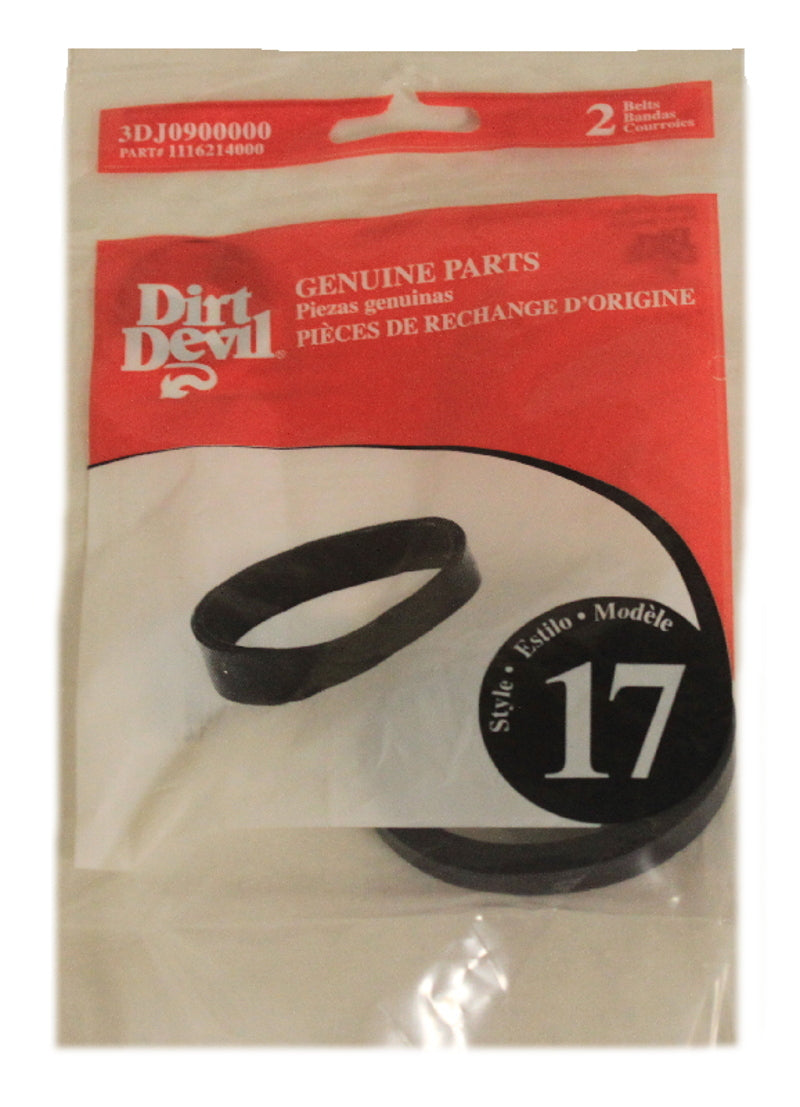 3DJ0900000
PART# 1116214000
2 Belts
Bandas
Courroies
Dirt
Devil®
GENUINE PARTS
Piezas genuinas
PIÈCES DE RECHANGE D'ORIGINE
Style • Estilo • Modèle
17